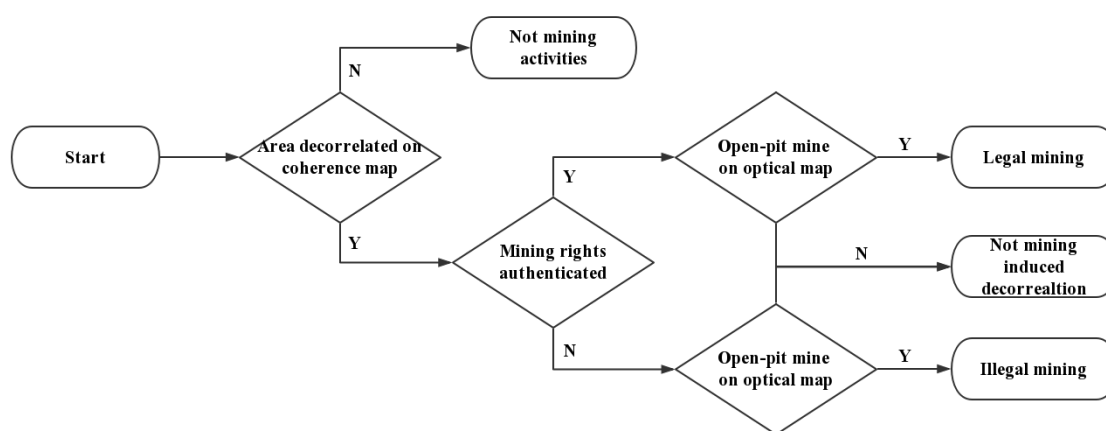 Not mining
activities
N
Start
Area decorrelated on
coherence map
Y
Mining rights
authenticated
Y
N
Open-pit mine
on optical map
Y
Legal mining
N
Not mining
induced
decorrealtion
Open-pit mine
on optical map
Y
Illegal mining